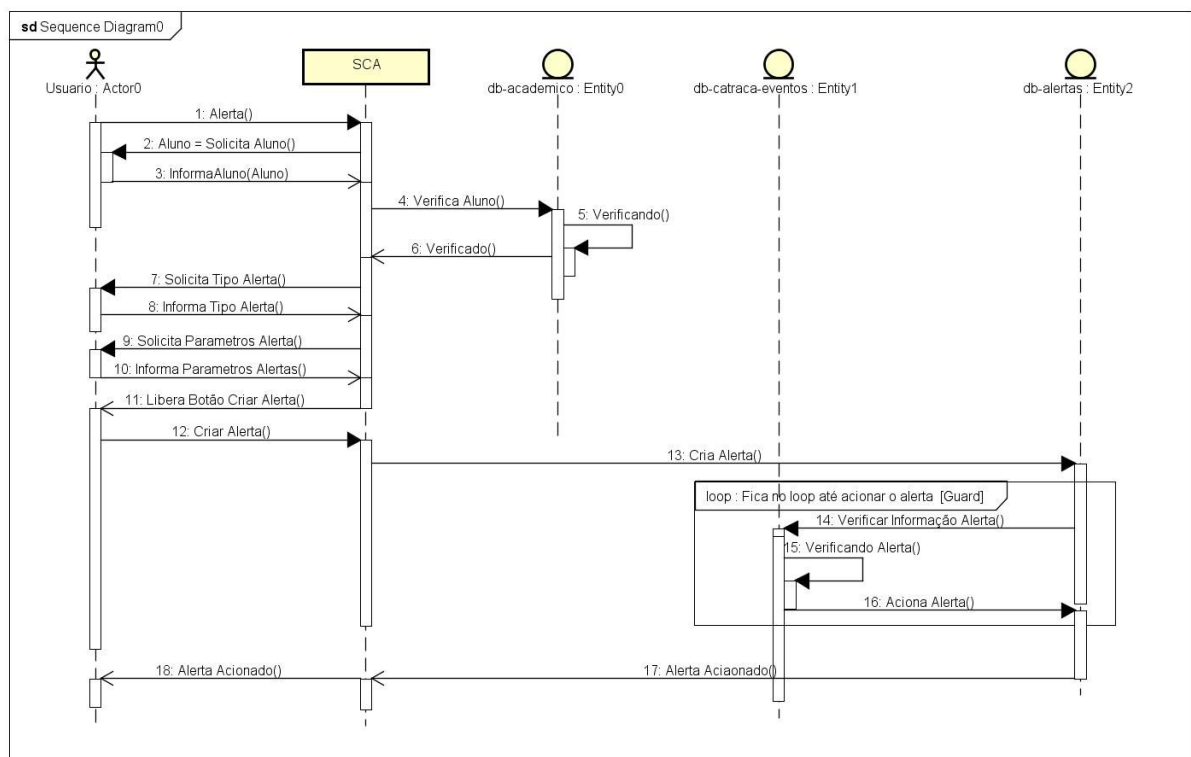 sd Sequence Diagram0
Usuario : Actor0
SCA
db-academico : Entity0
db-catraca-eventos : Entity1
db-alertas : Entity2
1: Alerta()
2: Aluno = Solicita Aluno()
3: InformaAluno(Aluno)
4: Verifica Aluno()
5: Verificando()
6: Verificado()
7: Solicita Tipo Alerta()
8: Informa Tipo Alerta()
9: Solicita Parametros Alerta()
10: Informa Parametros Alertas()
11: Libera Botão Criar Alerta()
12: Criar Alerta()
13: Cria Alerta()
loop : Fica no loop até acionar o alerta [Guard]
14: Verificar Informação Alerta()
15: Verificando Alerta()
16: Aciona Alerta()
17: Alerta Aciaonado()
18: Alerta Acionado()